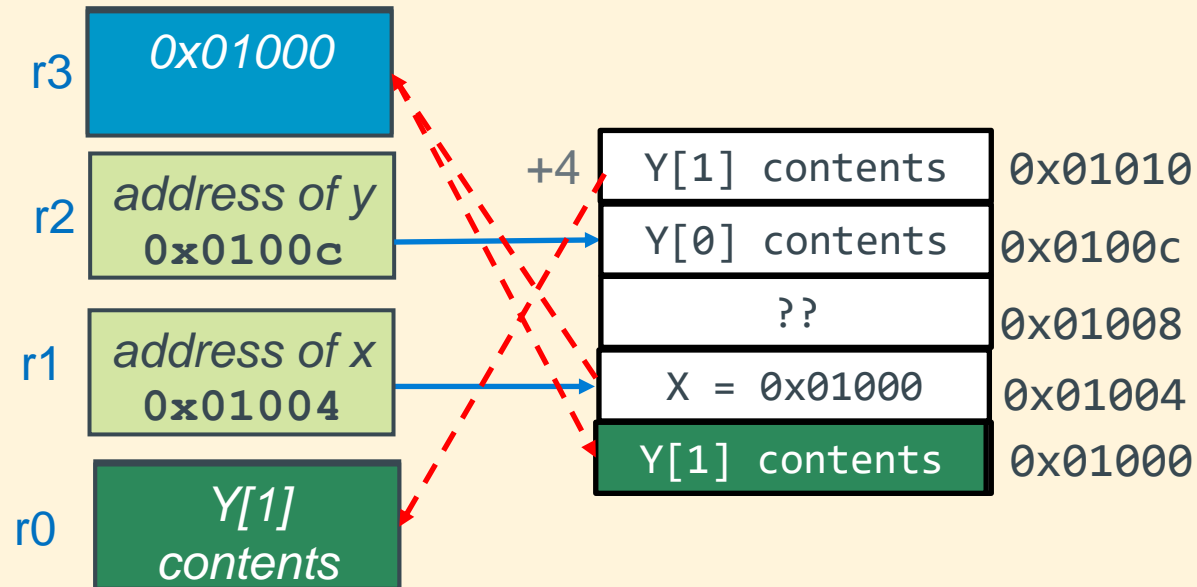 r3
0x01000
r2
address of y
0x0100c
r1
address of x
0x01004
r0
Y[1]
contents
+4
Y[1] contents
0x01010
Y[0] contents
0x0100c
??
0x01008
X = 0x01000
0x01004
Y[1] contents
0x01000